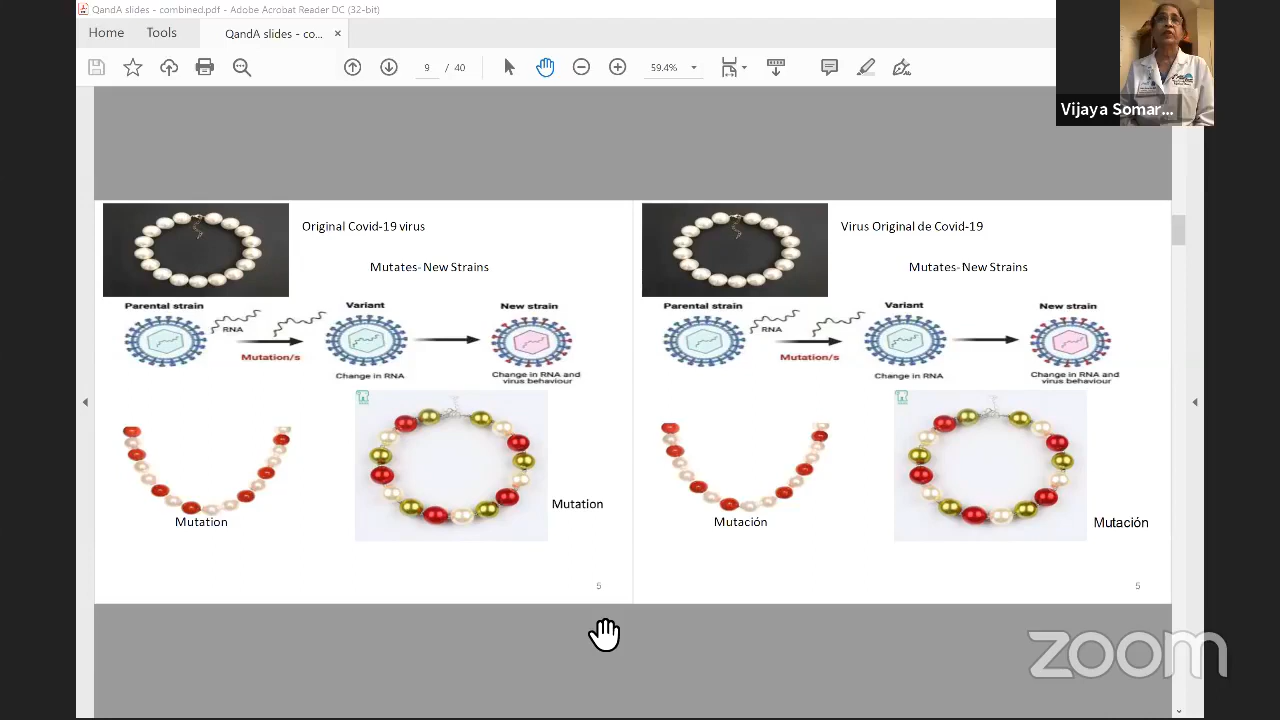 QandA slides - combined.pdf - Adobe Acrobat Reader DC (32-bit)
Home Tools QandA slides - co... ×
9 / 40 59.4%
Vijaya Somar...
Original Covid-19 virus
Mutates- New Strains
Parental strain
Variant
New strain
RNA
Mutation/s
Change in RNA
Change in RNA and
virus behaviour
Mutation
Mutation
5
Virus Original de Covid-19
Mutates- New Strains
Parental strain
Variant
New strain
RNA
Mutation/s
Change in RNA
Change in RNA and
virus behaviour
Mutación
Mutación
5
zoom